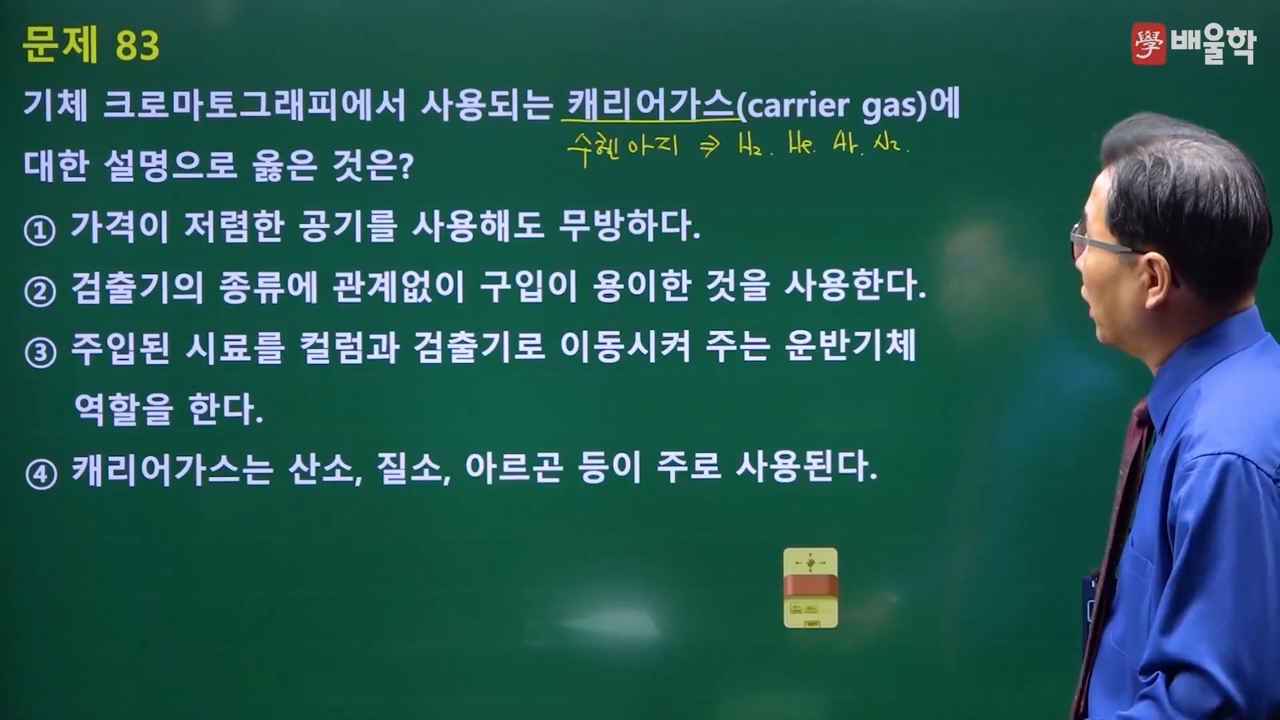 문제 83
學 배울학
기체 크로마토그래피에서 사용되는 캐리어가스(carrier gas)에
수헬아지 ⇒ H₂. He. Ar. N₂.
대한 설명으로 옳은 것은?
① 가격이 저렴한 공기를 사용해도 무방하다.
② 검출기의 종류에 관계없이 구입이 용이한 것을 사용한다.
③ 주입된 시료를 컬럼과 검출기로 이동시켜 주는 운반기체
역할을 한다.
④ 캐리어가스는 산소, 질소, 아르곤 등이 주로 사용된다.